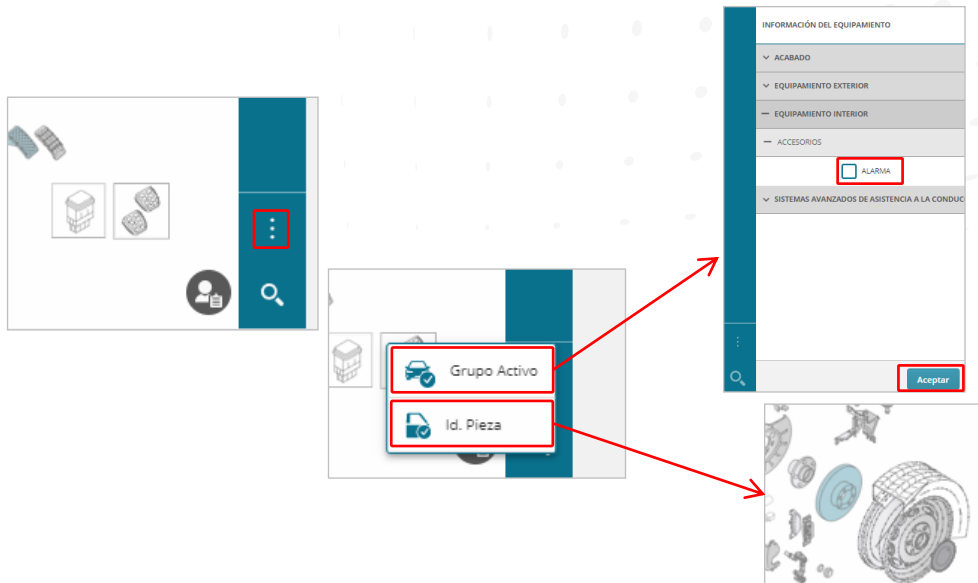 INFORMACIÓN DEL EQUIPAMIENTO
ACABADO
EQUIPAMIENTO EXTERIOR
EQUIPAMIENTO INTERIOR
ACCESORIOS
ALARMA
SISTEMAS AVANZADOS DE ASISTENCIA A LA CONDUC
Aceptar
Grupo Activo
Id. Pieza